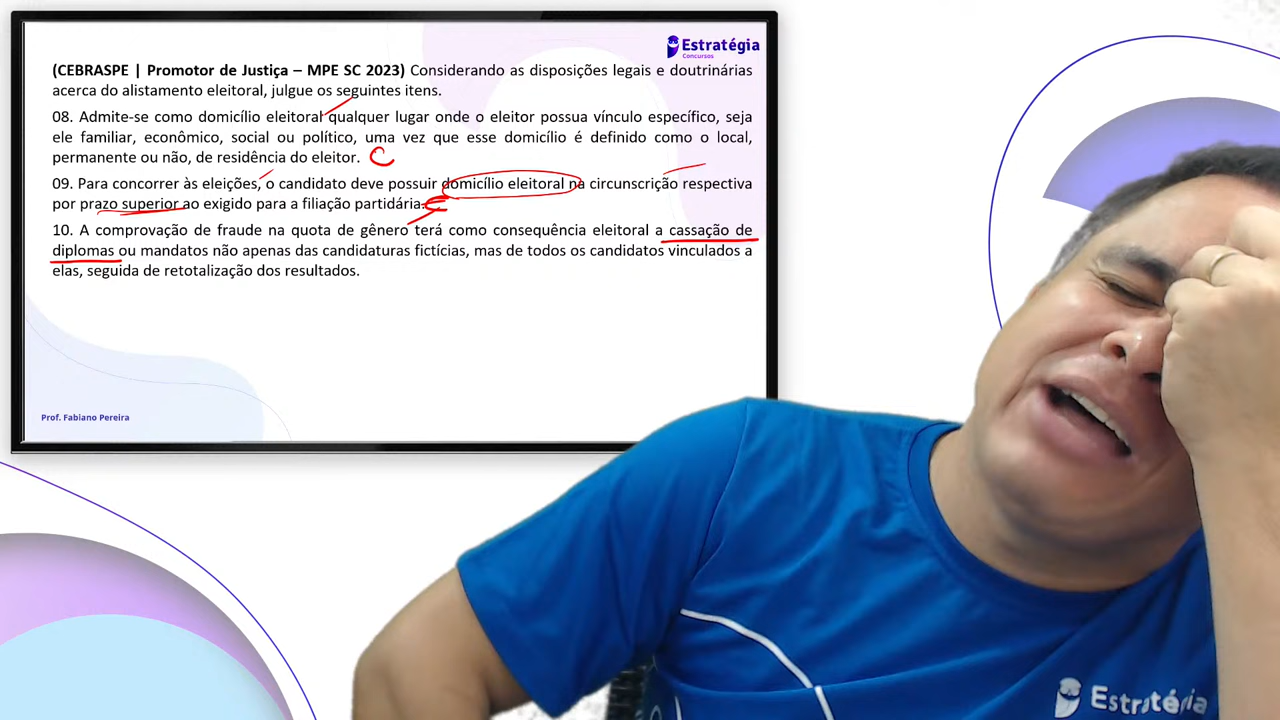 Estratégia
Concursos
(CEBRASPE | Promotor de Justiça – MPE SC 2023) Considerando as disposições legais e doutrinárias
acerca do alistamento eleitoral, julgue os seguintes itens.
08. Admite-se como domicílio eleitoral qualquer lugar onde o eleitor possua vínculo específico, seja
ele familiar, econômico, social ou político, uma vez que esse domicílio é definido como o local,
permanente ou não, de residência do eleitor. C
09. Para concorrer às eleições, o candidato deve possuir domicílio eleitoral na circunscrição respectiva
por prazo superior ao exigido para a filiação partidária. E
10. A comprovação de fraude na quota de gênero terá como consequência eleitoral a cassação de
diplomas ou mandatos não apenas das candidaturas fictícias, mas de todos os candidatos vinculados a
elas, seguida de retotalização dos resultados.
Prof. Fabiano Pereira
Estratégia